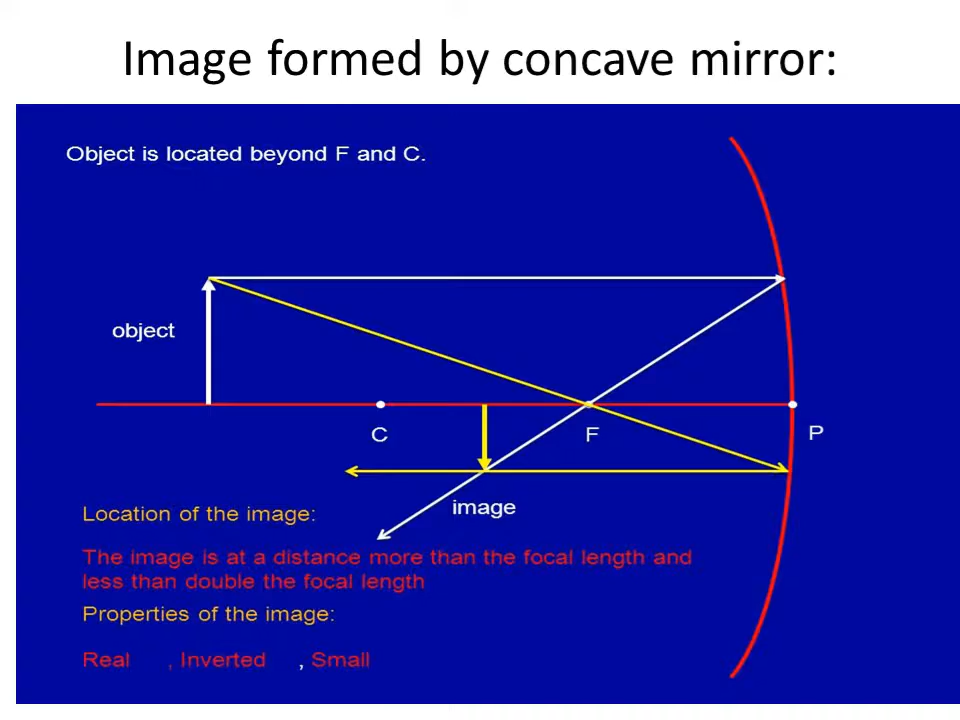 Image formed by concave mirror:
Object is located beyond F and C.
object
C
F
P
image
Location of the image:
The image is at a distance more than the focal length and
less than double the focal length
Properties of the image:
Real , Inverted , Small